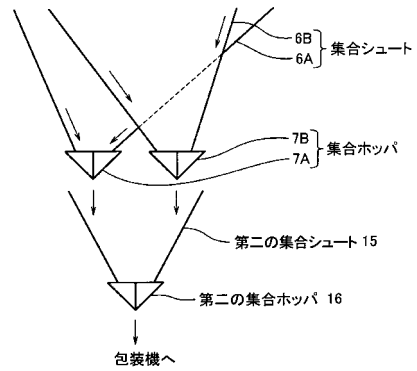 6B
6A
集合シュート
7B
7A
集合ホッパ
第二の集合シュート 15
第二の集合ホッパ 16
包装機へ